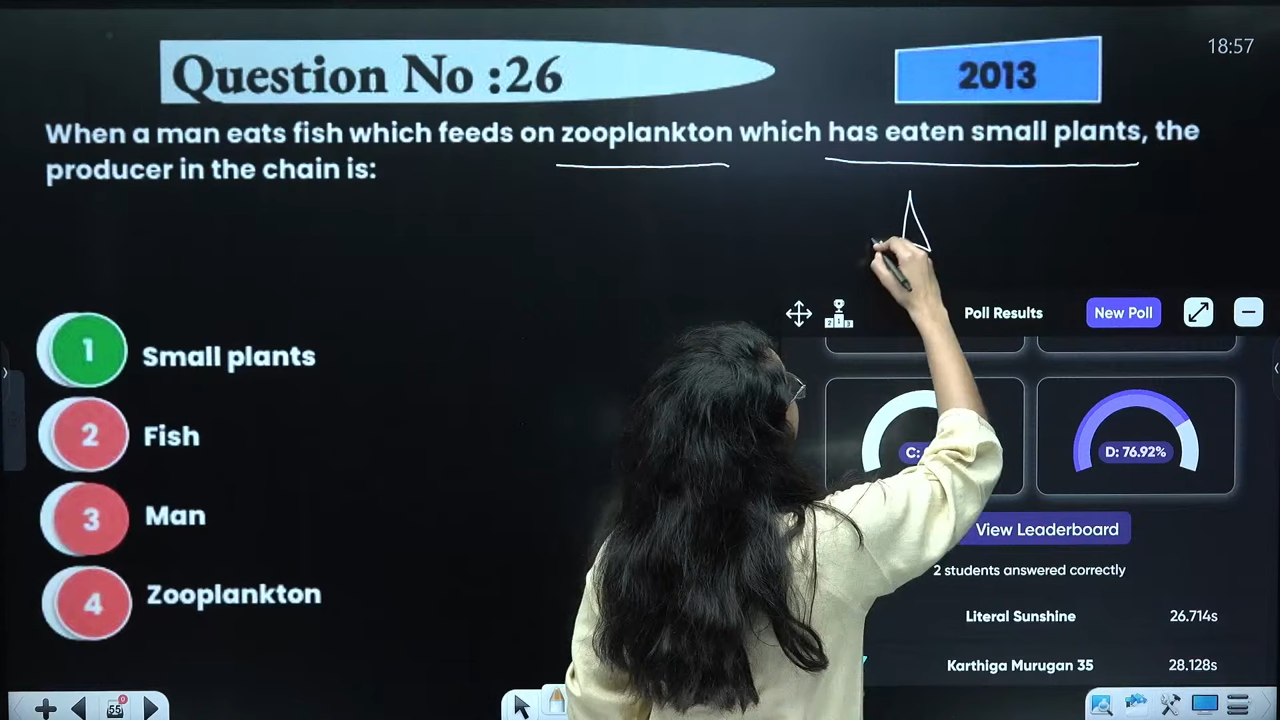 Question No :26
2013
18:57
When a man eats fish which feeds on zooplankton which has eaten small plants, the
producer in the chain is:
Poll Results
New Poll
1
Small plants
2
Fish
3
Man
4
Zooplankton
D: 76.92%
View Leaderboard
2 students answered correctly
Literal Sunshine 26.714s
Karthiga Murugan 35 28.128s
55